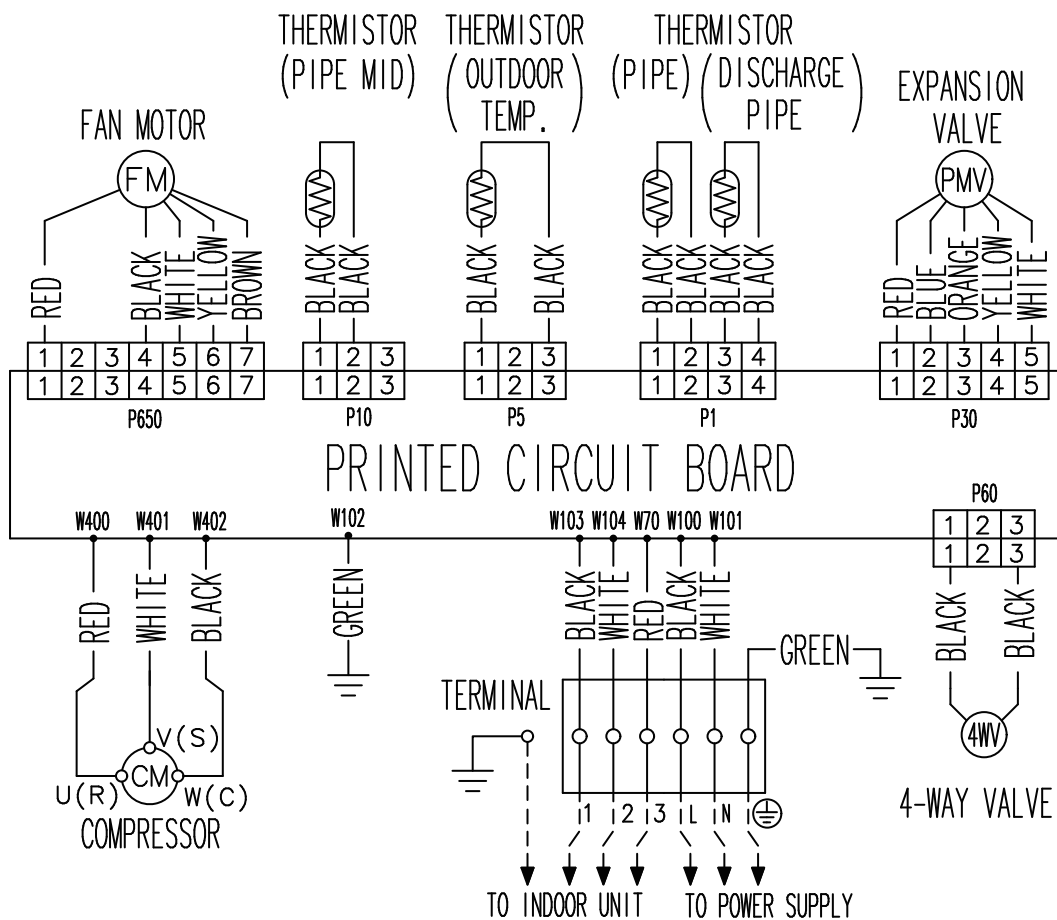 THERMISTOR
(PIPE MID)
THERMISTOR
(OUTDOOR
TEMP.)
THERMISTOR
(PIPE) (DISCHARGE
PIPE)
EXPANSION
VALVE
FAN MOTOR
FM
PMV
RED
BLACK
WHITE
YELLOW
BROWN
BLACK
BLACK
BLACK
BLACK
BLACK
BLACK
BLACK
BLACK
RED
BLUE
ORANGE
YELLOW
WHITE
1 2 3 4 5 6 7
1 2 3
1 2 3
1 2 3 4
1 2 3 4 5
1 2 3 4 5 6 7
1 2 3
1 2 3
1 2 3 4
1 2 3 4 5
P650
P10
P5
P1
P30
PRINTED CIRCUIT BOARD
P60
1 2 3
1 2 3
W400 W401 W402
W102
W103 W104 W70 W100 W101
RED
WHITE
BLACK
GREEN
BLACK
WHITE
RED
BLACK
WHITE
BLACK
BLACK
GREEN
TERMINAL
V(S)
CM
U(R)
W(C)
COMPRESSOR
4WV
4-WAY VALVE
1 2 3 L N
TO INDOOR UNIT
TO POWER SUPPLY